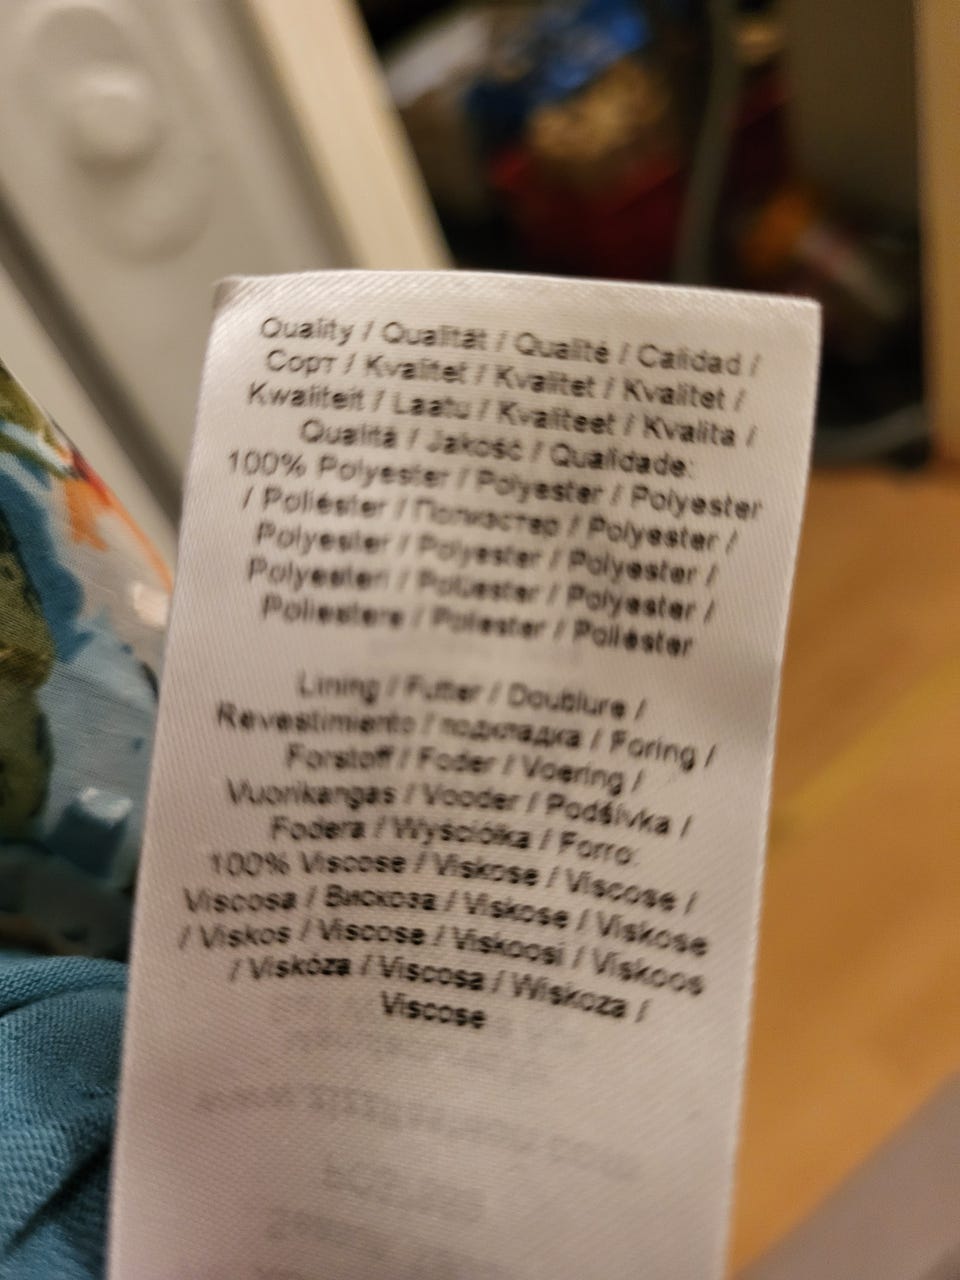 Quality / Qualität / Qualité / Calidad /
Сорт / Kvalitet / Kvalitet / Kvalitet /
Kwaliteit / Laatu / Kvaliteet / Kvalita /
Qualità / Jakość / Qualidade:
100% Polyester / Polyester / Polyester
/ Poliéster / Полиэстер / Polyester /
Polyester / Polyester / Polyester /
Polyesteri / Polüester / Polyester /
Poliestere / Poliester / Poliéster
Lining / Futter / Doublure /
Revestimiento / подкладка / Foring /
Forstoff / Foder / Voering /
Vuorikangas / Vooder / Podšívka /
Fodera / Wyściółka / Forro:
100% Viscose / Viskose / Viscose /
Viscosa / Вискоза / Viskose / Viskose
/ Viskos / Viscose / Viskoosi / Viskoos
/ Viskóza / Viscosa / Wiskoza /
Viscose